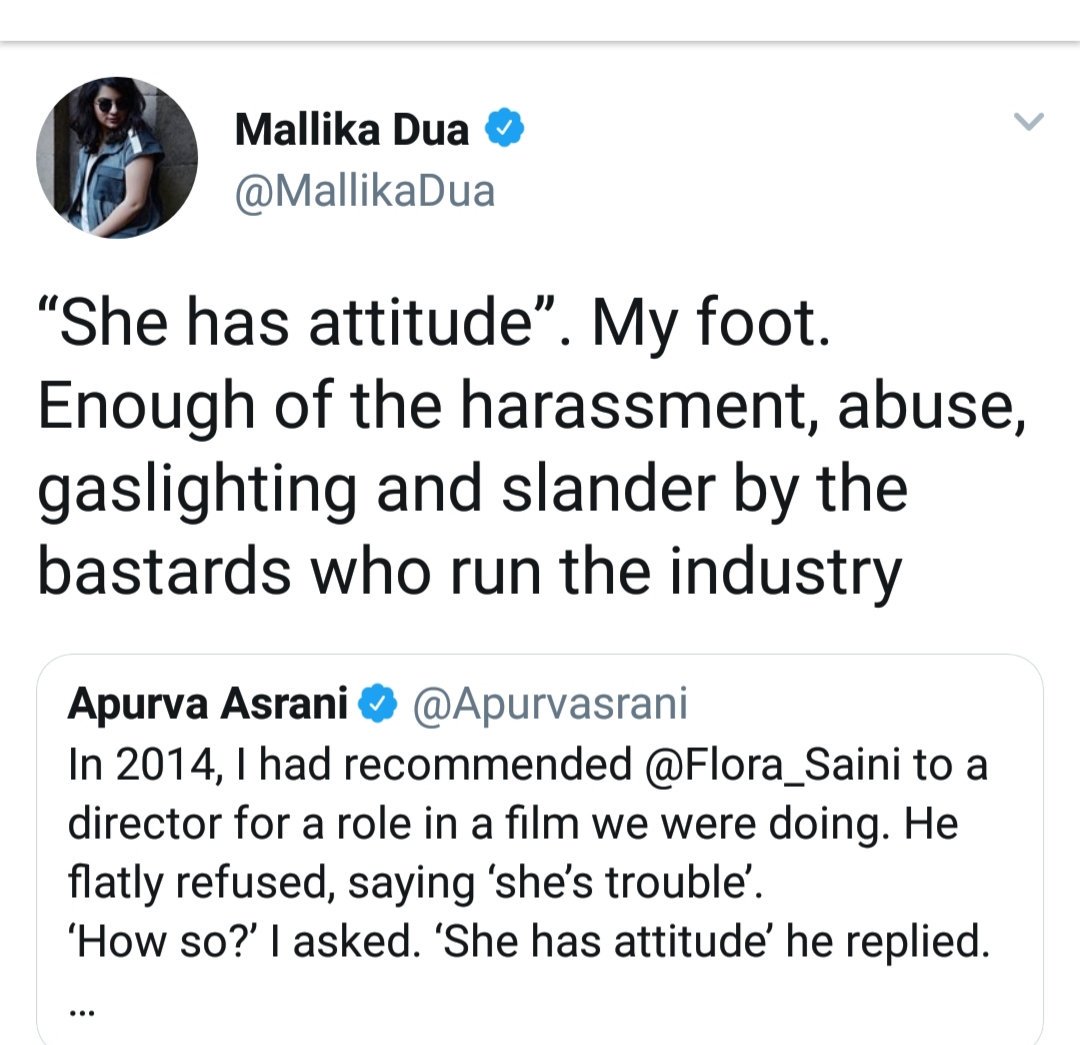 Mallika Dua
@MallikaDua
“She has attitude”. My foot.
Enough of the harassment, abuse,
gaslighting and slander by the
bastards who run the industry
Apurva Asrani @Apurvasrani
In 2014, I had recommended @Flora_Saini to a
director for a role in a film we were doing. He
flatly refused, saying ‘she’s trouble’.
‘How so?’ I asked. ‘She has attitude’ he replied.
...